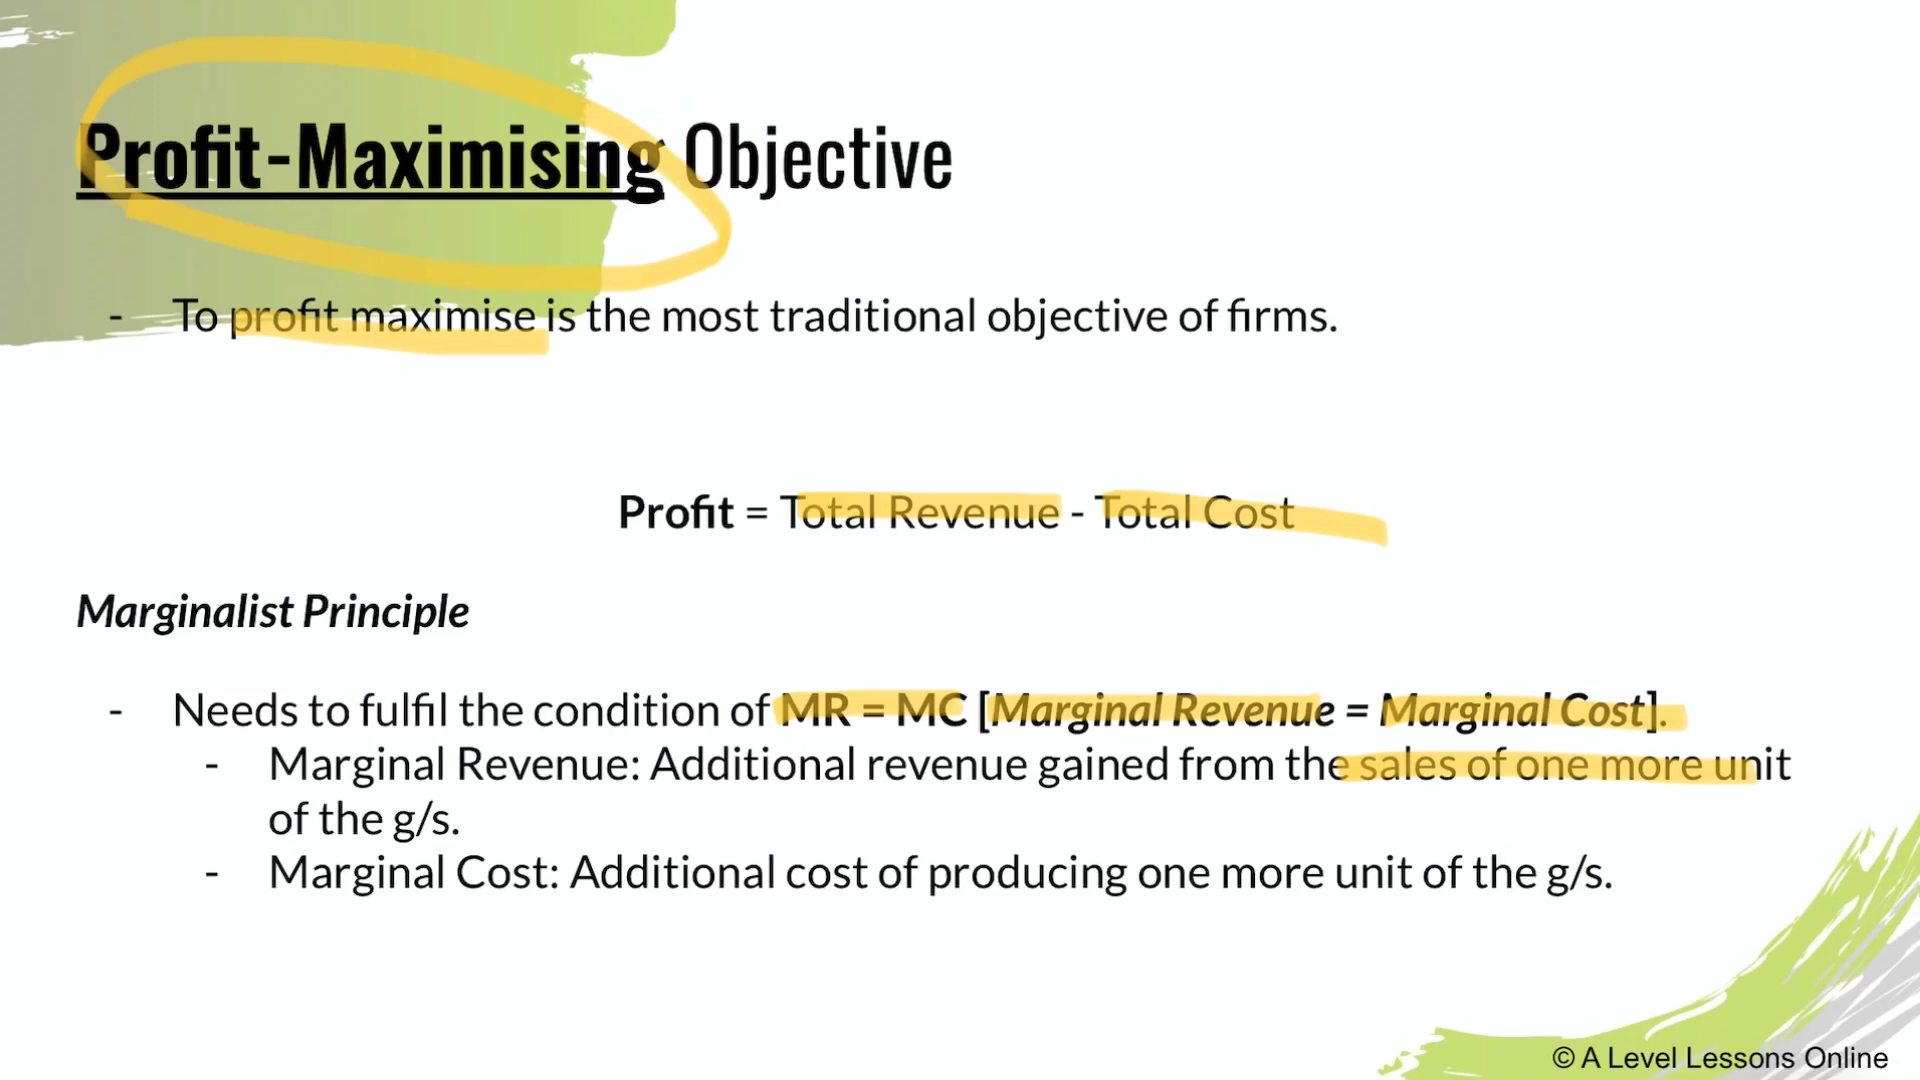 Profit-Maximising Objective
- To profit maximise is the most traditional objective of firms.
Profit = Total Revenue - Total Cost
Marginalist Principle
- Needs to fulfil the condition of MR = MC [Marginal Revenue = Marginal Cost].
- Marginal Revenue: Additional revenue gained from the sales of one more unit
of the g/s.
- Marginal Cost: Additional cost of producing one more unit of the g/s.
© A Level Lessons Online